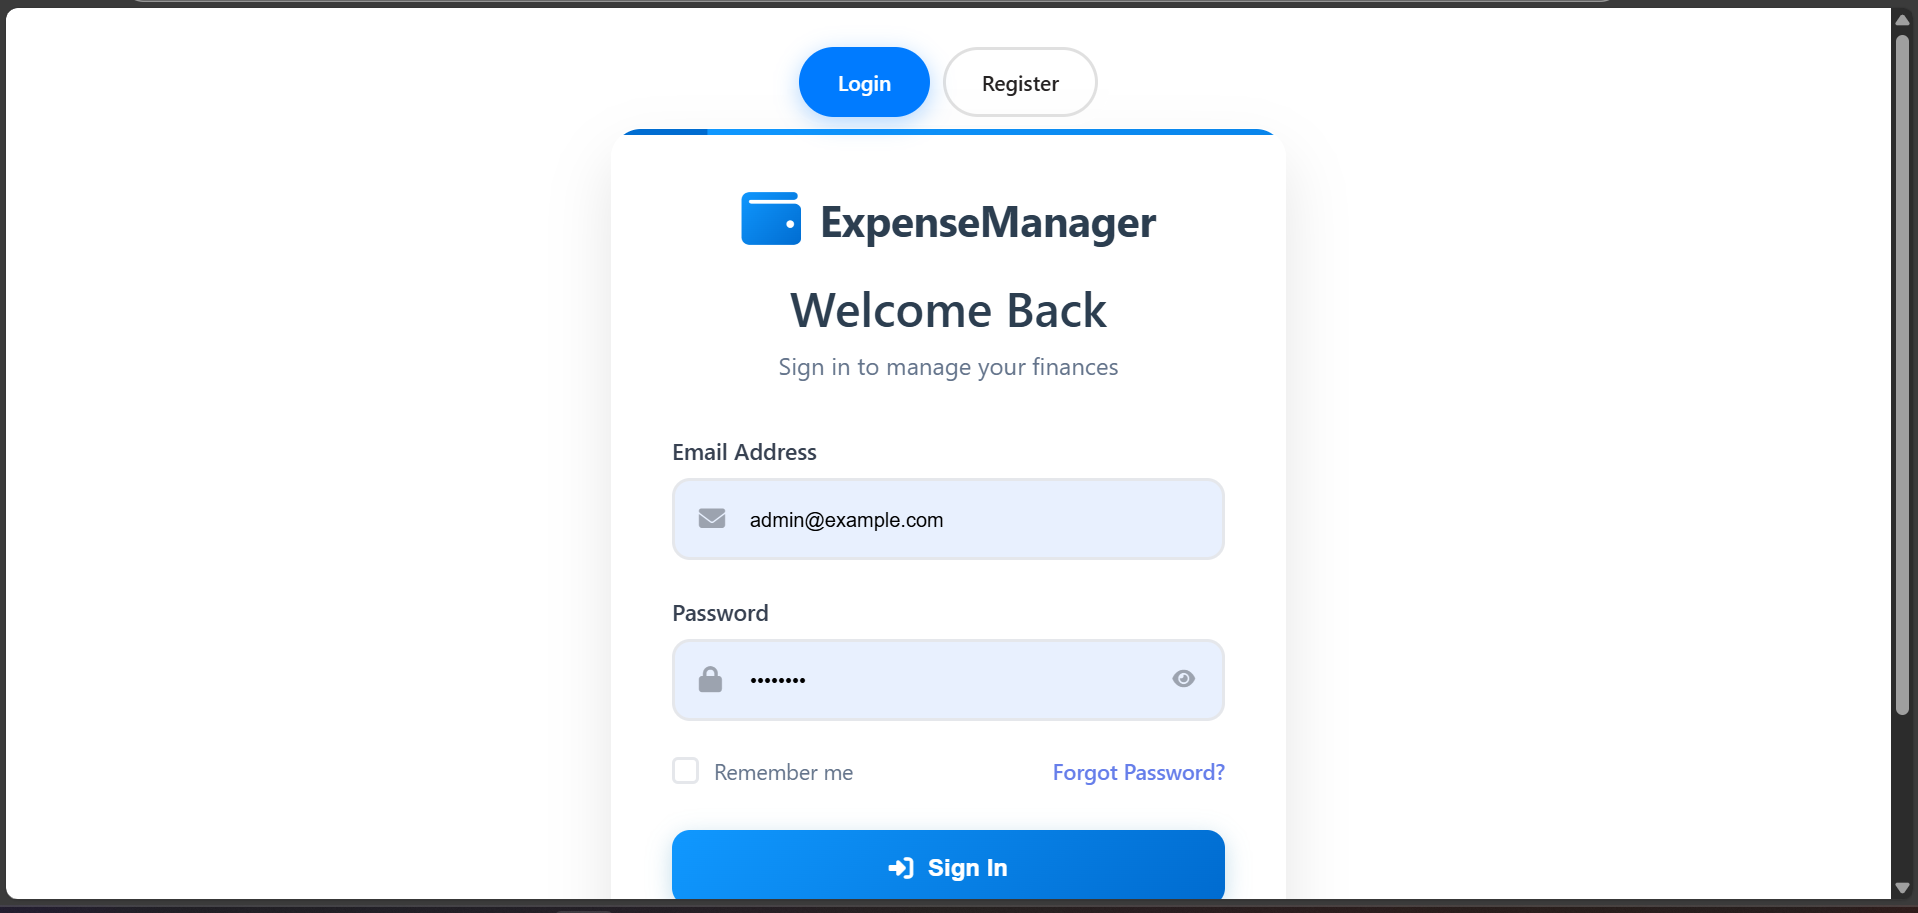 Login
Register
ExpenseManager
Welcome Back
Sign in to manage your finances
Email Address
admin@example.com
Password
••••••••
Remember me
Forgot Password?
Sign In